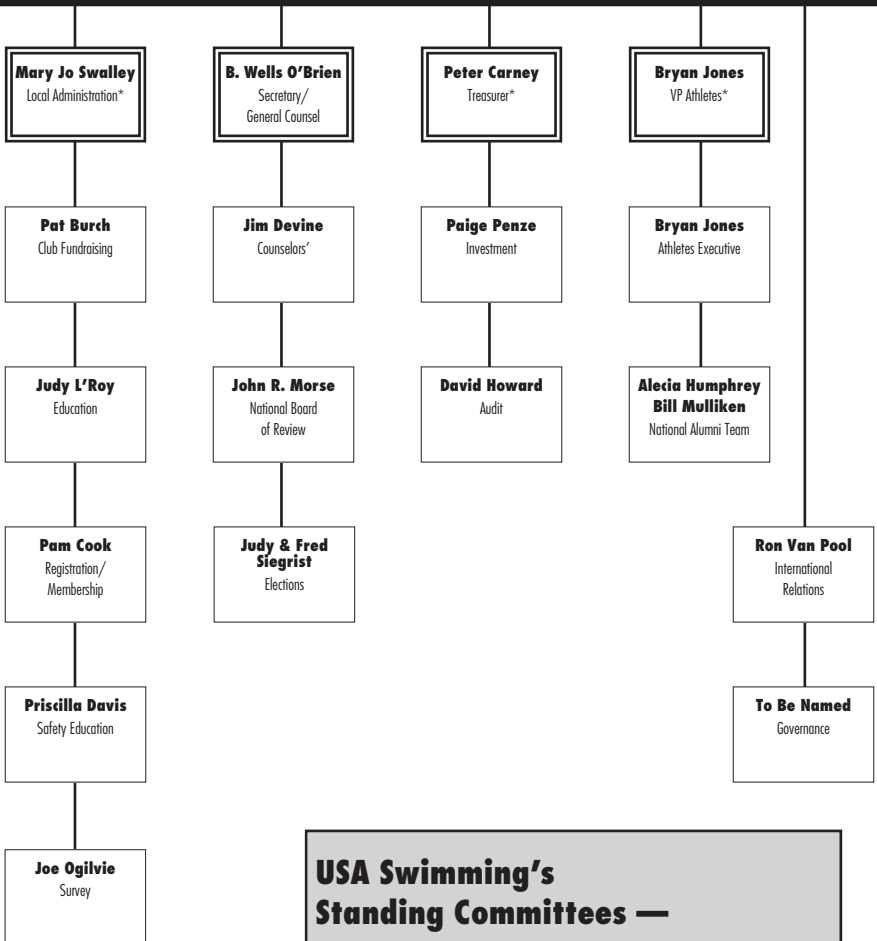 Mary Jo Swalley
Local Administration*
B. Wells O’Brien
Secretary/
General Counsel
Peter Carney
Treasurer*
Bryan Jones
VP Athletes*
Pat Burch
Club Fundraising
Jim Devine
Counselors’
Paige Penze
Investment
Bryan Jones
Athletes Executive
Judy L’Roy
Education
John R. Morse
National Board
of Review
David Howard
Audit
Alecia Humphrey
Bill Mulliken
National Alumni Team
Pam Cook
Registration/
Membership
Judy & Fred
Siegrist
Elections
Ron Van Pool
International
Relations
Priscilla Davis
Safety Education
To Be Named
Governance
Joe Ogilvie
Survey
USA Swimming’s
Standing Committees —